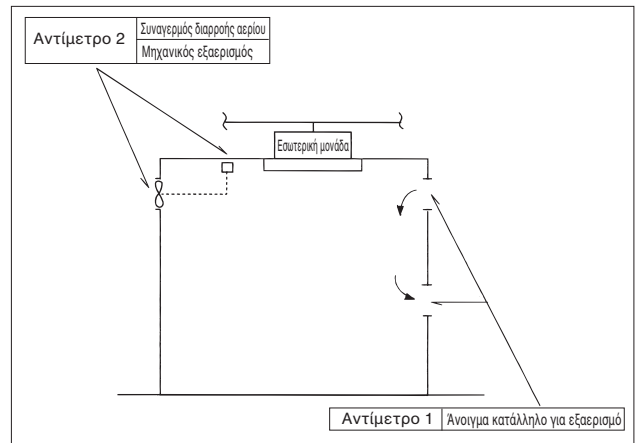 Αντίμετρο 2
Συναγερμός διαρροής αερίου
Μηχανικός εξαερισμός
Εσωτερική μονάδα
Αντίμετρο 1
Άνοιγμα κατάλληλο για εξαερισμό